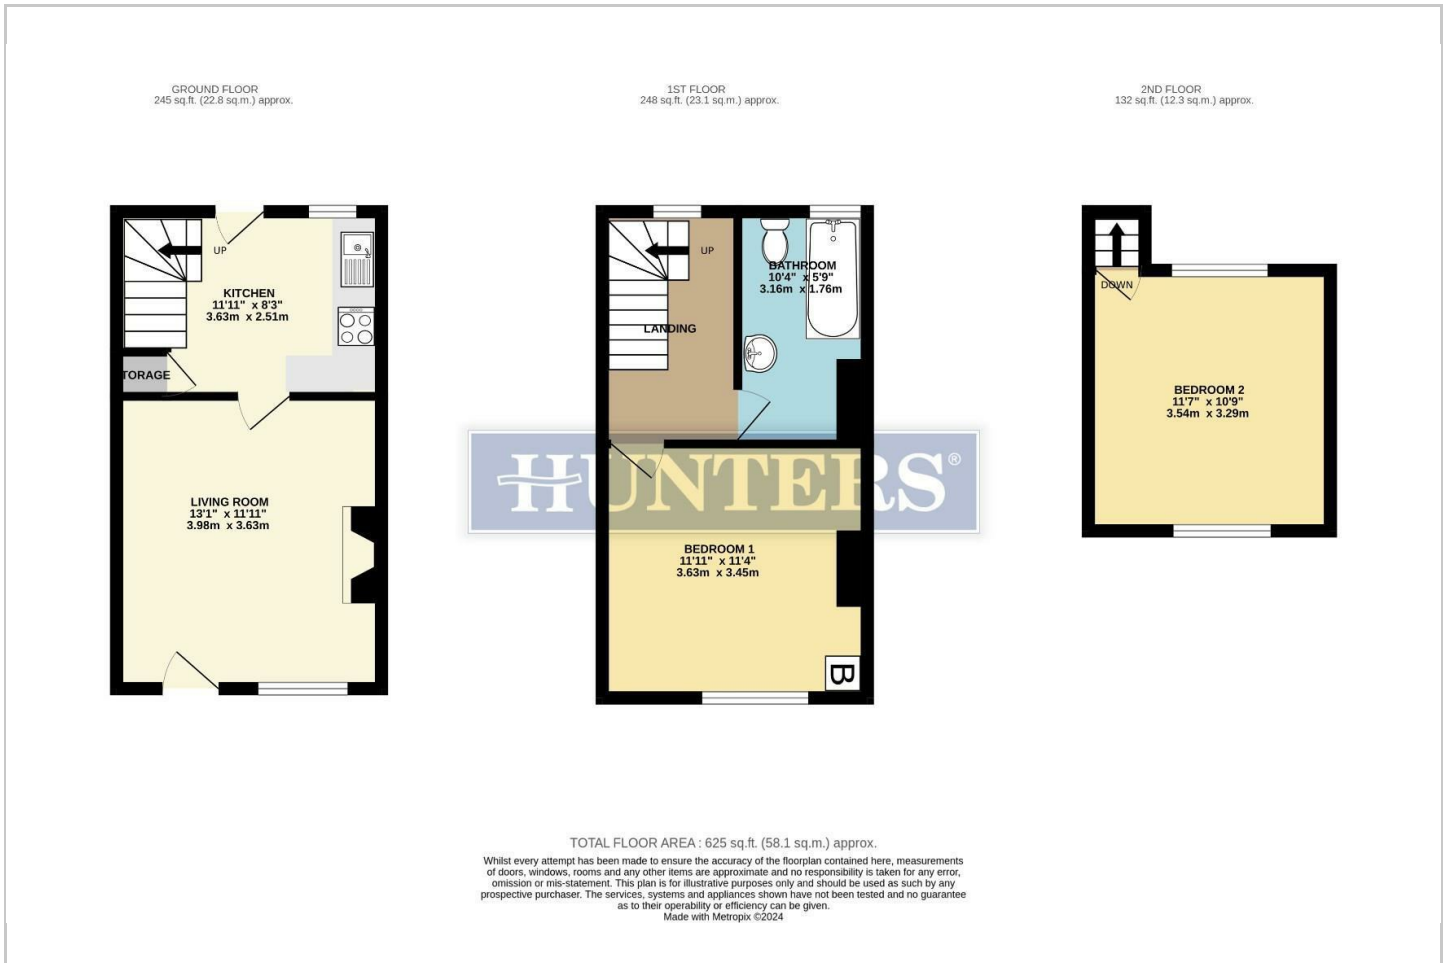 GROUND FLOOR
245 sq.ft. (22.8 sq.m.) approx.
1ST FLOOR
248 sq.ft. (23.1 sq.m.) approx.
2ND FLOOR
132 sq.ft. (12.3 sq.m.) approx.
UP
KITCHEN
11'11" x 8'3"
3.63m x 2.51m
TORAGE
LIVING ROOM
13'1" x 11'11"
3.98m x 3.63m
UP
BATHROOM
10'4" x 5'9"
3.16m x 1.76m
LANDING
HUNTERS®
BEDROOM 1
11'11" x 11'4"
3.63m x 3.45m
B
DOWN
BEDROOM 2
11'7" x 10'9"
3.54m x 3.29m
TOTAL FLOOR AREA : 625 sq.ft. (58.1 sq.m.) approx.
Whilst every attempt has been made to ensure the accuracy of the floorplan contained here, measurements
of doors, windows, rooms and any other items are approximate and no responsibility is taken for any error,
omission or mis-statement. This plan is for illustrative purposes only and should be used as such by any
prospective purchaser. The services, systems and appliances shown have not been tested and no guarantee
as to their operability or efficiency can be given.
Made with Metropix ©2024